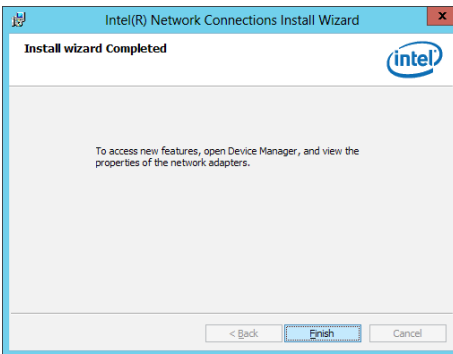 Intel(R) Network Connections Install Wizard
x
Install wizard Completed
intel
To access new features, open Device Manager, and view the
properties of the network adapters.
< Back
Finish
Cancel